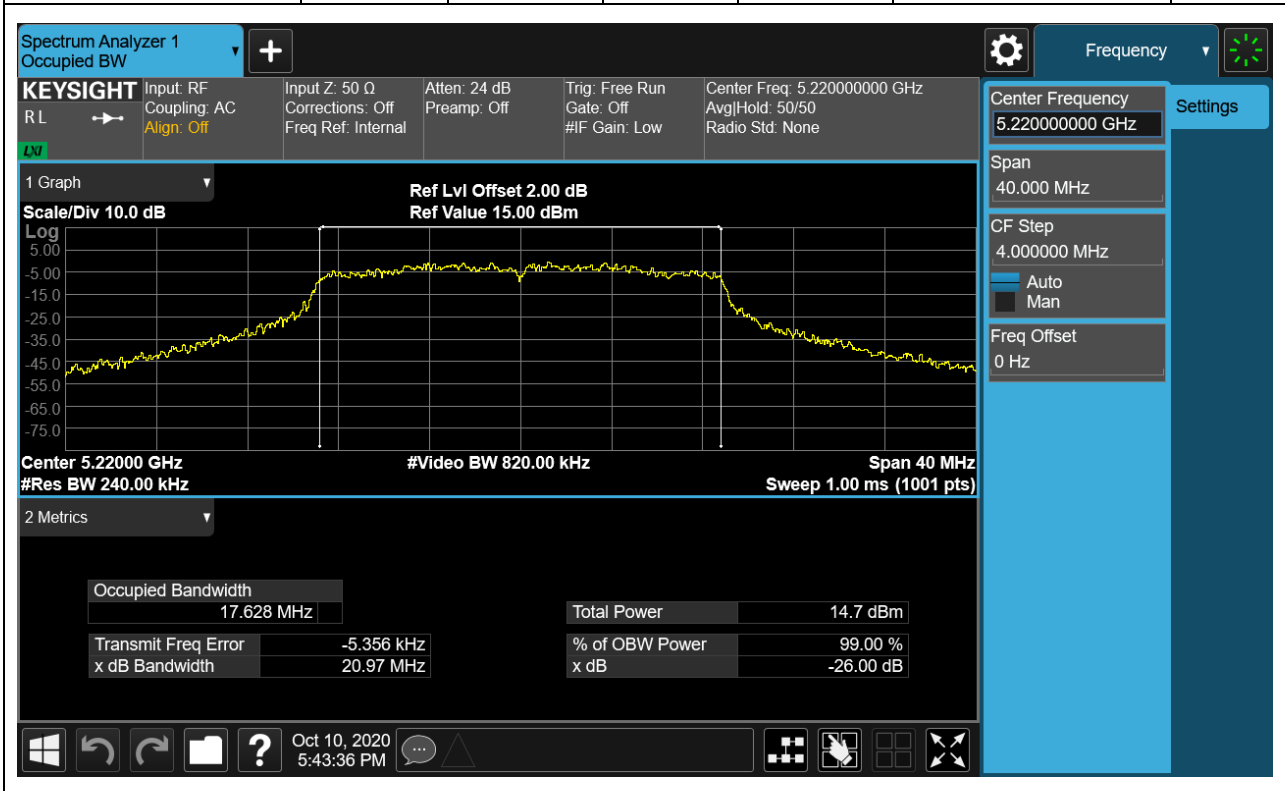 Spectrum Analyzer 1
Occupied BW
+
Frequency
KEYSIGHT
R L
LXI
Input: RF
Coupling: AC
Align: Off
Input Z: 50 Ω
Corrections: Off
Freq Ref: Internal
Atten: 24 dB
Preamp: Off
Trig: Free Run
Gate: Off
#IF Gain: Low
Center Freq: 5.220000000 GHz
Avg|Hold: 50/50
Radio Std: None
Center Frequency
5.220000000 GHz
Settings
Span
40.000 MHz
CF Step
4.000000 MHz
Auto
Man
Freq Offset
0 Hz
1 Graph
Scale/Div 10.0 dB
Ref Lvl Offset 2.00 dB
Ref Value 15.00 dBm
Log
5.00
-5.00
-15.0
-25.0
-35.0
-45.0
-55.0
-65.0
-75.0
Center 5.22000 GHz
#Res BW 240.00 kHz
#Video BW 820.00 kHz
Span 40 MHz
Sweep 1.00 ms (1001 pts)
2 Metrics
Occupied Bandwidth
17.628 MHz
Transmit Freq Error -5.356 kHz
x dB Bandwidth 20.97 MHz
Total Power 14.7 dBm
% of OBW Power 99.00 %
x dB -26.00 dB
?
Oct 10, 2020
5:43:36 PM